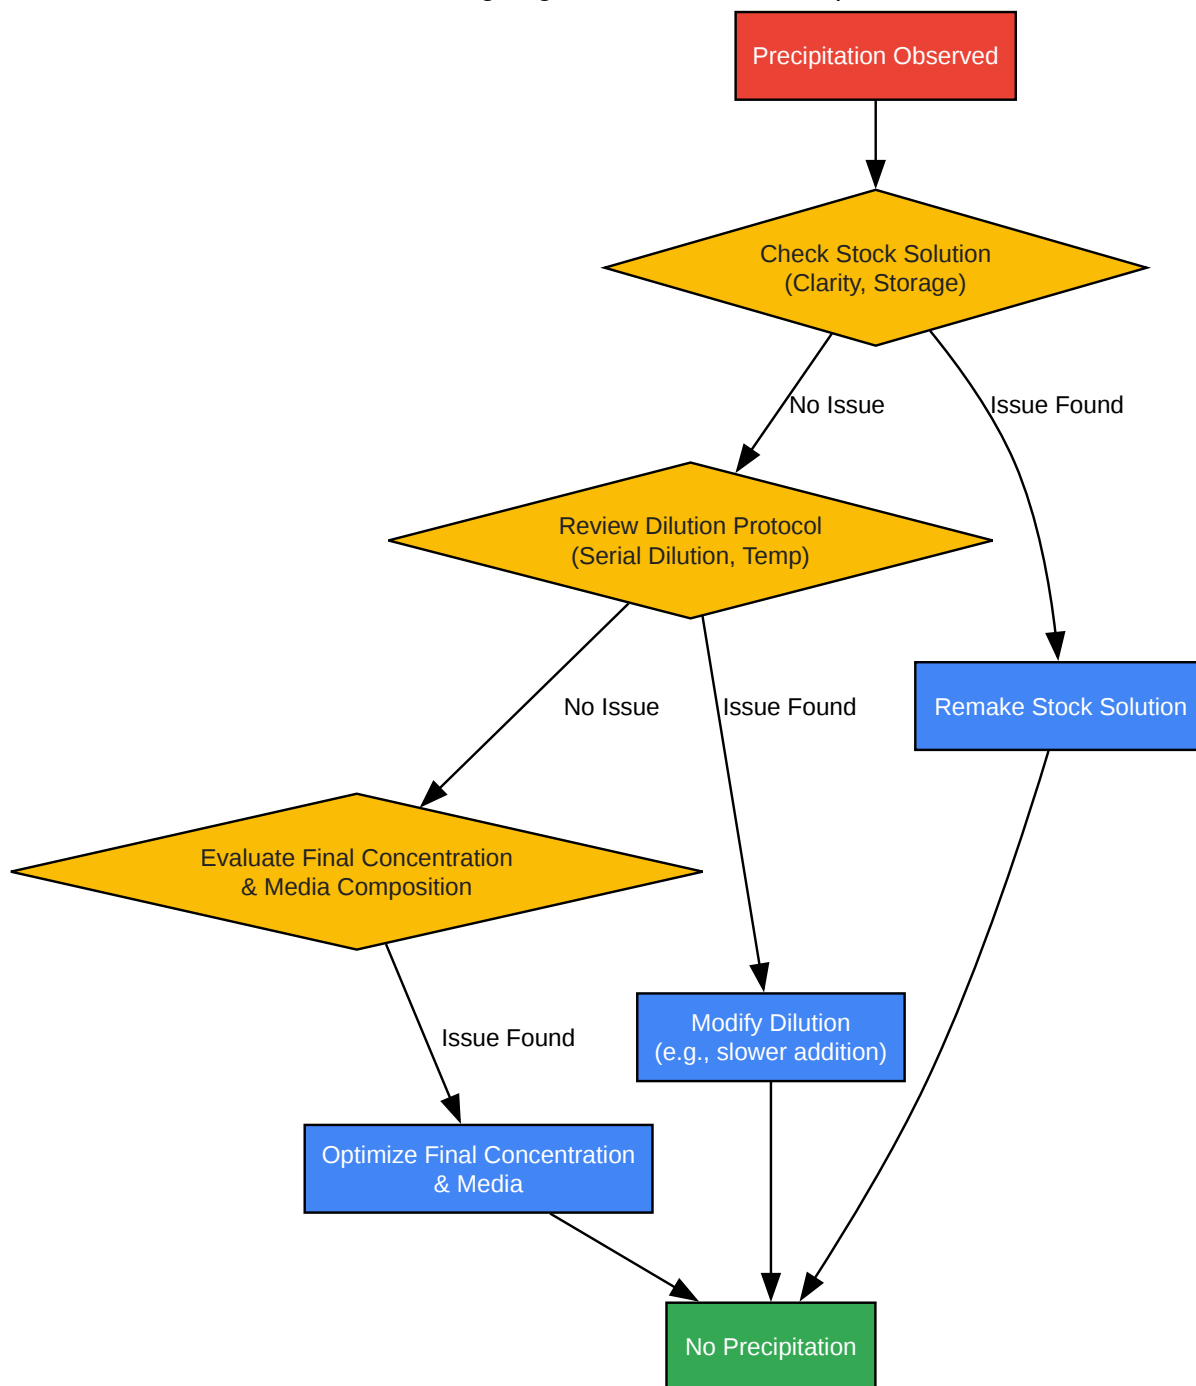 Precipitation Observed
Check Stock Solution
(Clarity, Storage)
No Issue
Issue Found
Review Dilution Protocol
(Serial Dilution, Temp)
No Issue
Issue Found
Remake Stock Solution
Evaluate Final Concentration
& Media Composition
Modify Dilution
(e.g., slower addition)
Issue Found
Optimize Final Concentration
& Media
No Precipitation